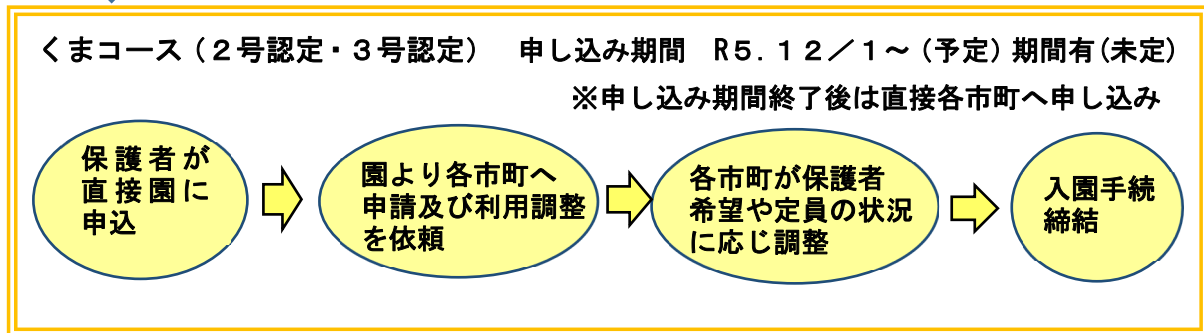 くまコース（２号認定・３号認定）　申し込み期間　R５．１２／１～（予定）期間有（未定）
※申し込み期間終了後は直接各市町へ申し込み
保護者が
直接園に
申込
園より各市町へ
申請及び利用調整
を依頼
各市町が保護者
希望や定員の状況
に応じ調整
入園手続
締結